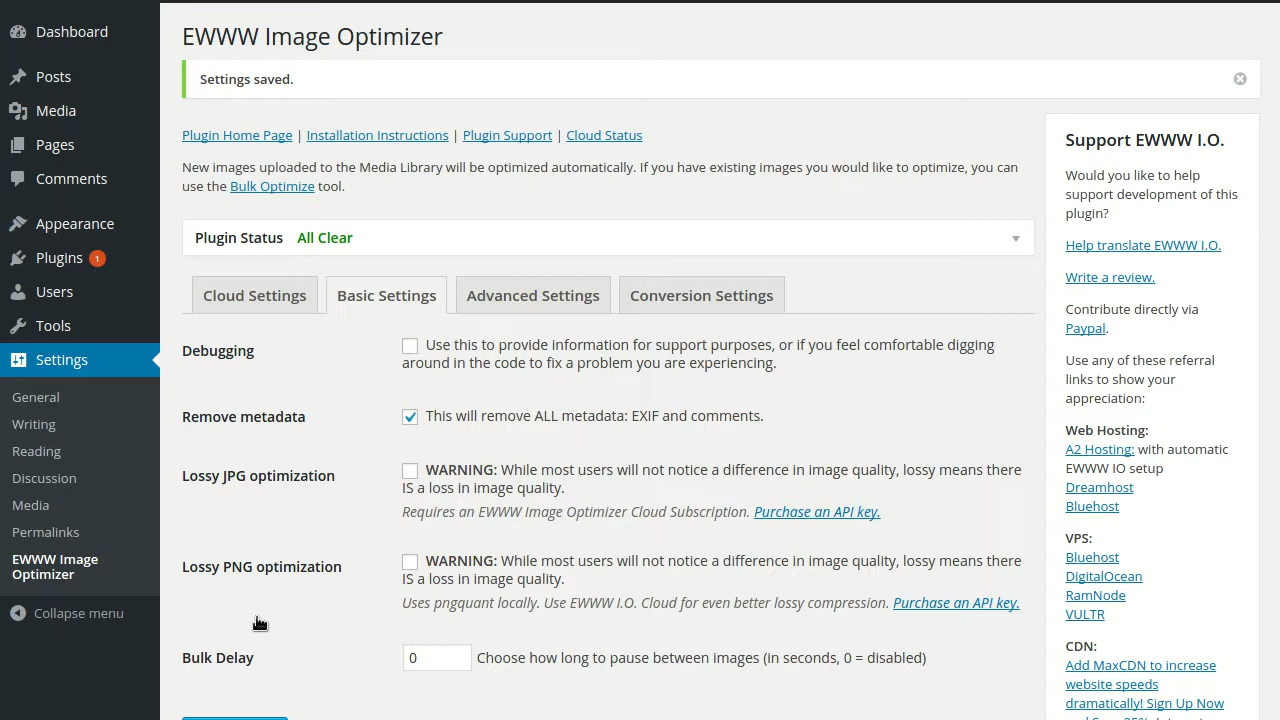 Dashboard
Posts
Media
Pages
Comments
Appearance
Plugins 1
Users
Tools
Settings
General
Writing
Reading
Discussion
Media
Permalinks
EWWW Image
Optimizer
Collapse menu
EWWW Image Optimizer
Settings saved.
Plugin Home Page | Installation Instructions | Plugin Support | Cloud Status
New images uploaded to the Media Library will be optimized automatically. If you have existing images you would like to optimize, you can
use the Bulk Optimize tool.
Plugin Status All Clear
Cloud Settings Basic Settings Advanced Settings Conversion Settings
Debugging
Use this to provide information for support purposes, or if you feel comfortable digging
around in the code to fix a problem you are experiencing.
Remove metadata
This will remove ALL metadata: EXIF and comments.
Lossy JPG optimization
WARNING: While most users will not notice a difference in image quality, lossy means there
IS a loss in image quality.
Requires an EWWW Image Optimizer Cloud Subscription. Purchase an API key.
Lossy PNG optimization
WARNING: While most users will not notice a difference in image quality, lossy means there
IS a loss in image quality.
Uses pngquant locally. Use EWWW I.O. Cloud for even better lossy compression. Purchase an API key.
Bulk Delay
0 Choose how long to pause between images (in seconds, 0 = disabled)
Support EWWW I.O.
Would you like to help
support development of this
plugin?
Help translate EWWW I.O.
Write a review.
Contribute directly via
Paypal.
Use any of these referral
links to show your
appreciation:
Web Hosting:
A2 Hosting: with automatic
EWWW IO setup
Dreamhost
Bluehost
VPS:
Bluehost
DigitalOcean
RamNode
VULTR
CDN:
Add MaxCDN to increase
website speeds
dramatically! Sign Up Now